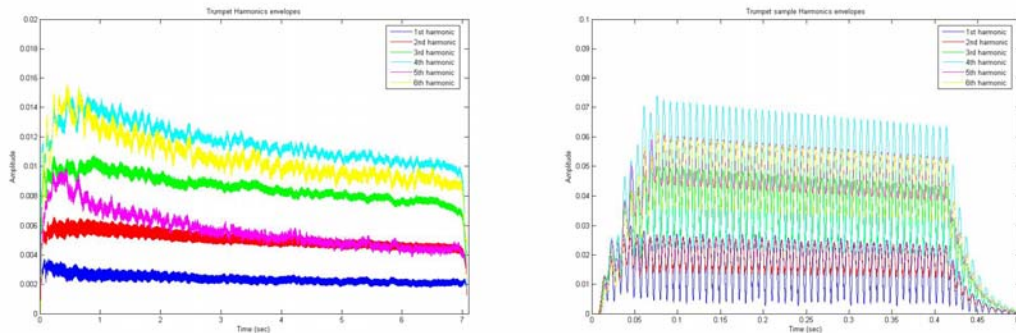 Trumpet Harmonics envelopes
0.02
0.018
0.016
0.014
0.012
0.01
0.008
0.006
0.004
0.002
0
Amplitude
1st harmonic
2nd harmonic
3rd harmonic
4th harmonic
5th harmonic
6th harmonic
0 1 2 3 4 5 6 7
Time (sec)
Trumpet sample Harmonics envelopes
0.1
0.09
0.08
0.07
0.06
0.05
0.04
0.03
0.02
0.01
0
Amplitude
1st harmonic
2nd harmonic
3rd harmonic
4th harmonic
5th harmonic
6th harmonic
0 0.05 0.1 0.15 0.2 0.25 0.3 0.35 0.4 0.45
Time (sec)